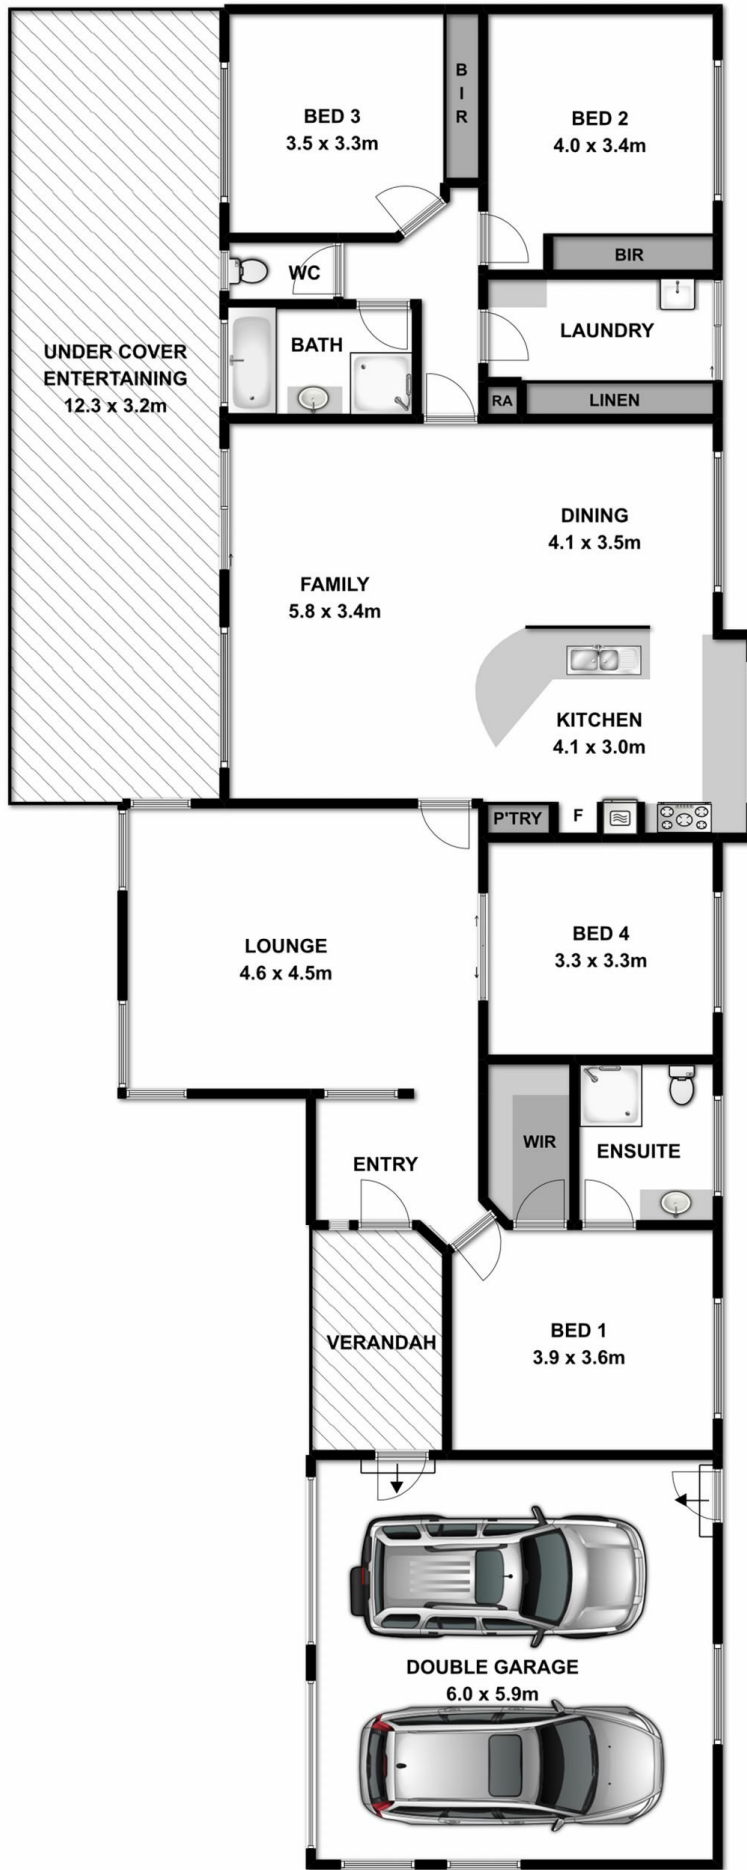 BED 3
3.5 x 3.3m
B
I
R
BED 2
4.0 x 3.4m
BIR
WC
BATH
LAUNDRY
UNDER COVER
ENTERTAINING
12.3 x 3.2m
RA
LINEN
DINING
4.1 x 3.5m
FAMILY
5.8 x 3.4m
KITCHEN
4.1 x 3.0m
P'TRY
F
LOUNGE
4.6 x 4.5m
BED 4
3.3 x 3.3m
WIR
ENSUITE
ENTRY
VERANDAH
BED 1
3.9 x 3.6m
DOUBLE GARAGE
6.0 x 5.9m